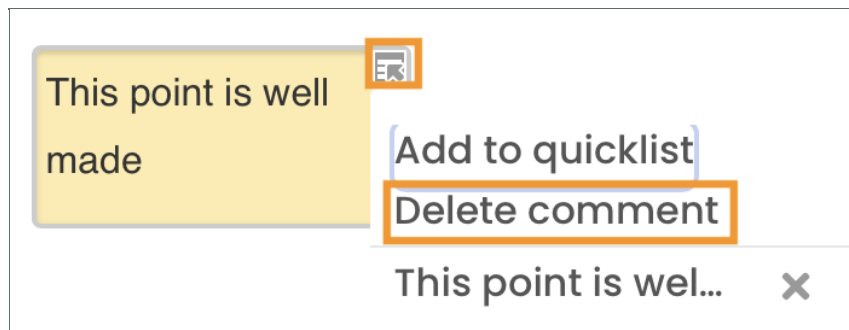 This point is well
made
Add to quicklist
Delete comment
This point is wel...